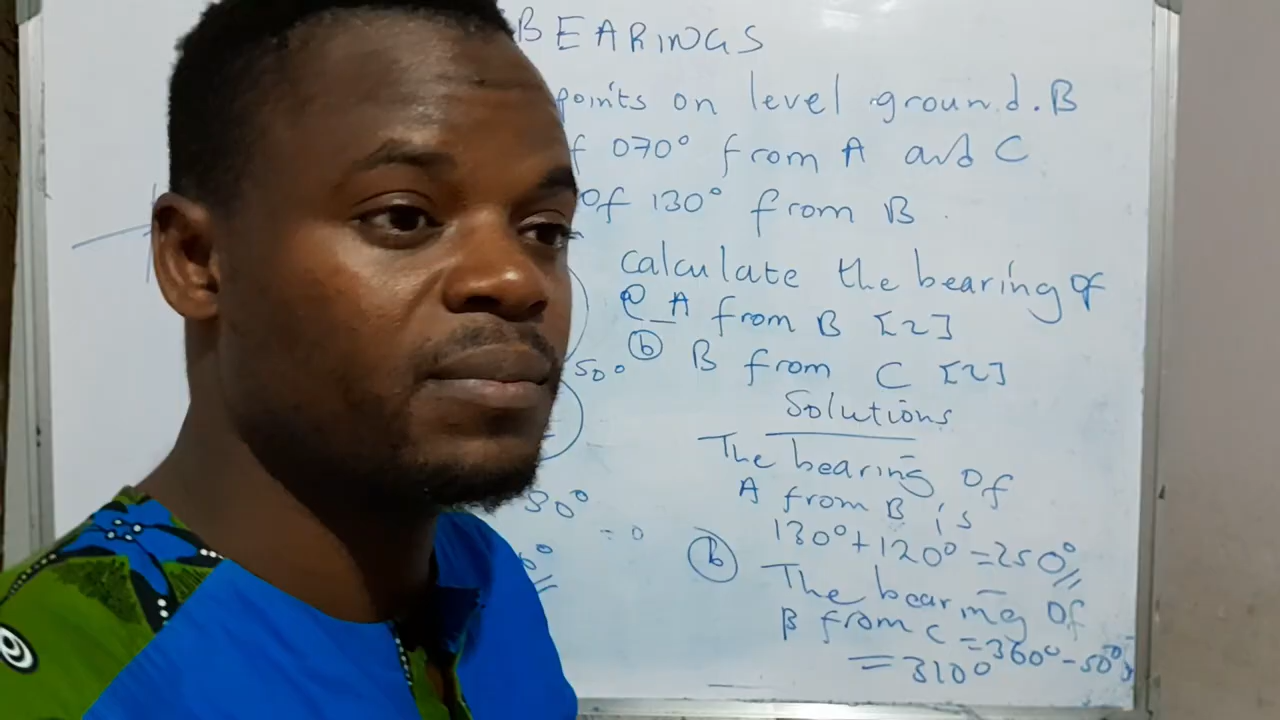 BEARINGS
points on level ground. B
f 070° from A and C
of 130° from B.
calculate the bearing of
@ A from B [2]
50° ⓑ B from C [2]
Solutions
The bearing of
A from B is
30°
130° + 120° = 250°
= 0
ⓑ The bearing of
B from C = 360° - 50°
= 310°